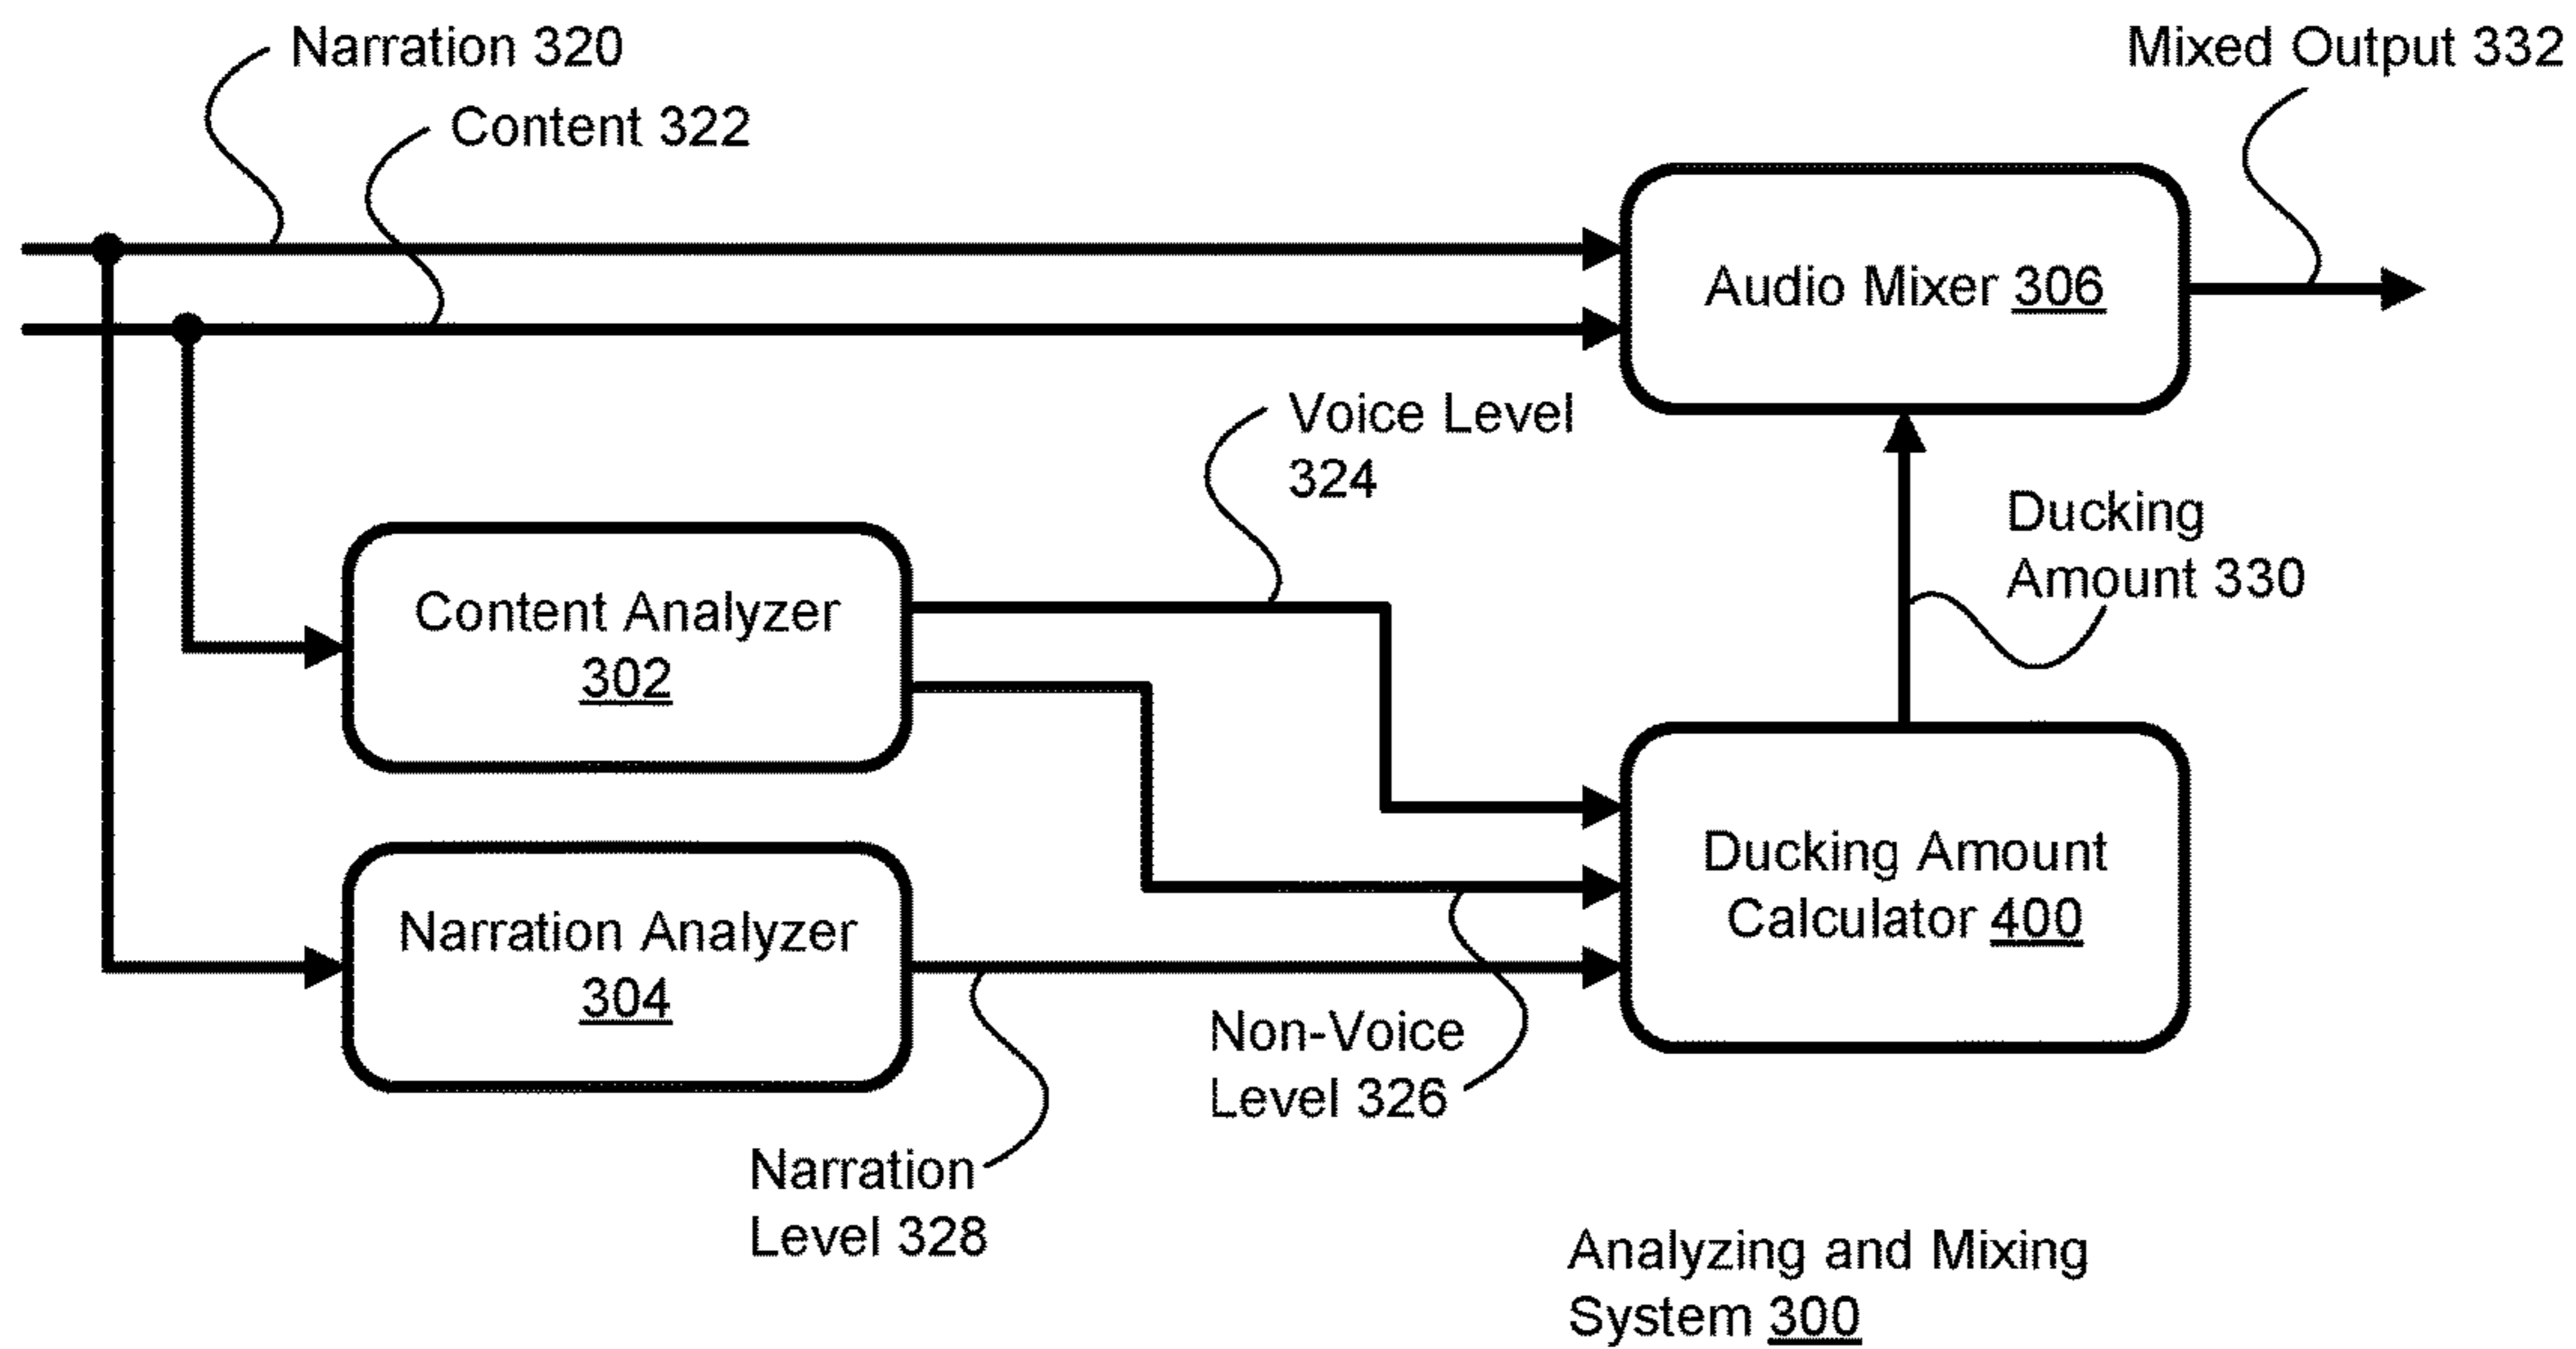 Narration 320
Content 322
Mixed Output 332
Audio Mixer 306
Voice Level
324
Ducking
Amount 330
Content Analyzer
302
Ducking Amount
Calculator 400
Narration Analyzer
304
Non-Voice
Level 326
Narration
Level 328
Analyzing and Mixing
System 300